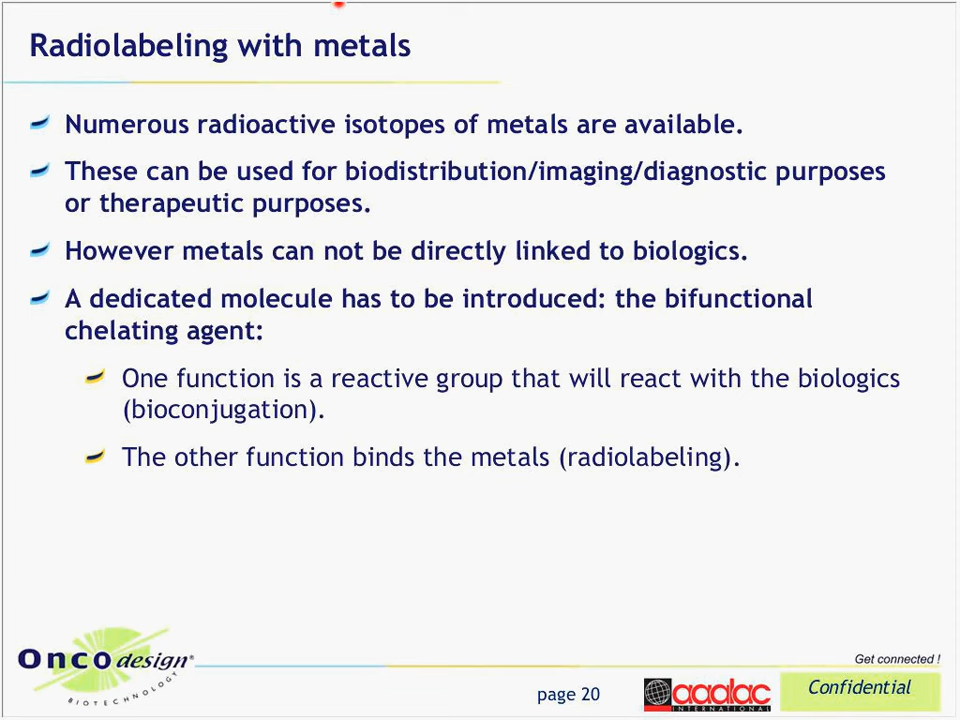 Radiolabeling with metals
Numerous radioactive isotopes of metals are available.
These can be used for biodistribution/imaging/diagnostic purposes
or therapeutic purposes.
However metals can not be directly linked to biologics.
A dedicated molecule has to be introduced: the bifunctional
chelating agent:
One function is a reactive group that will react with the biologics
(bioconjugation).
The other function binds the metals (radiolabeling).
Oncodesign®
BIOTECHNOLOGY
Get connected !
page 20
aaalac
INTERNATIONAL
Confidential